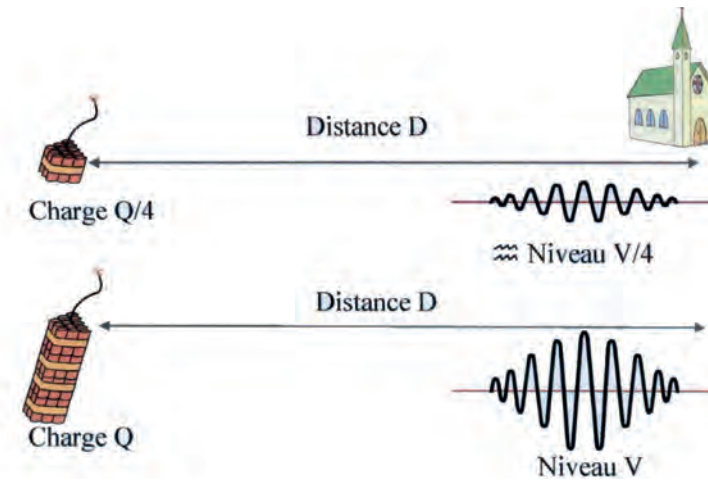 Distance D
Charge Q/4
≈ Niveau V/4
Distance D
Charge Q
Niveau V